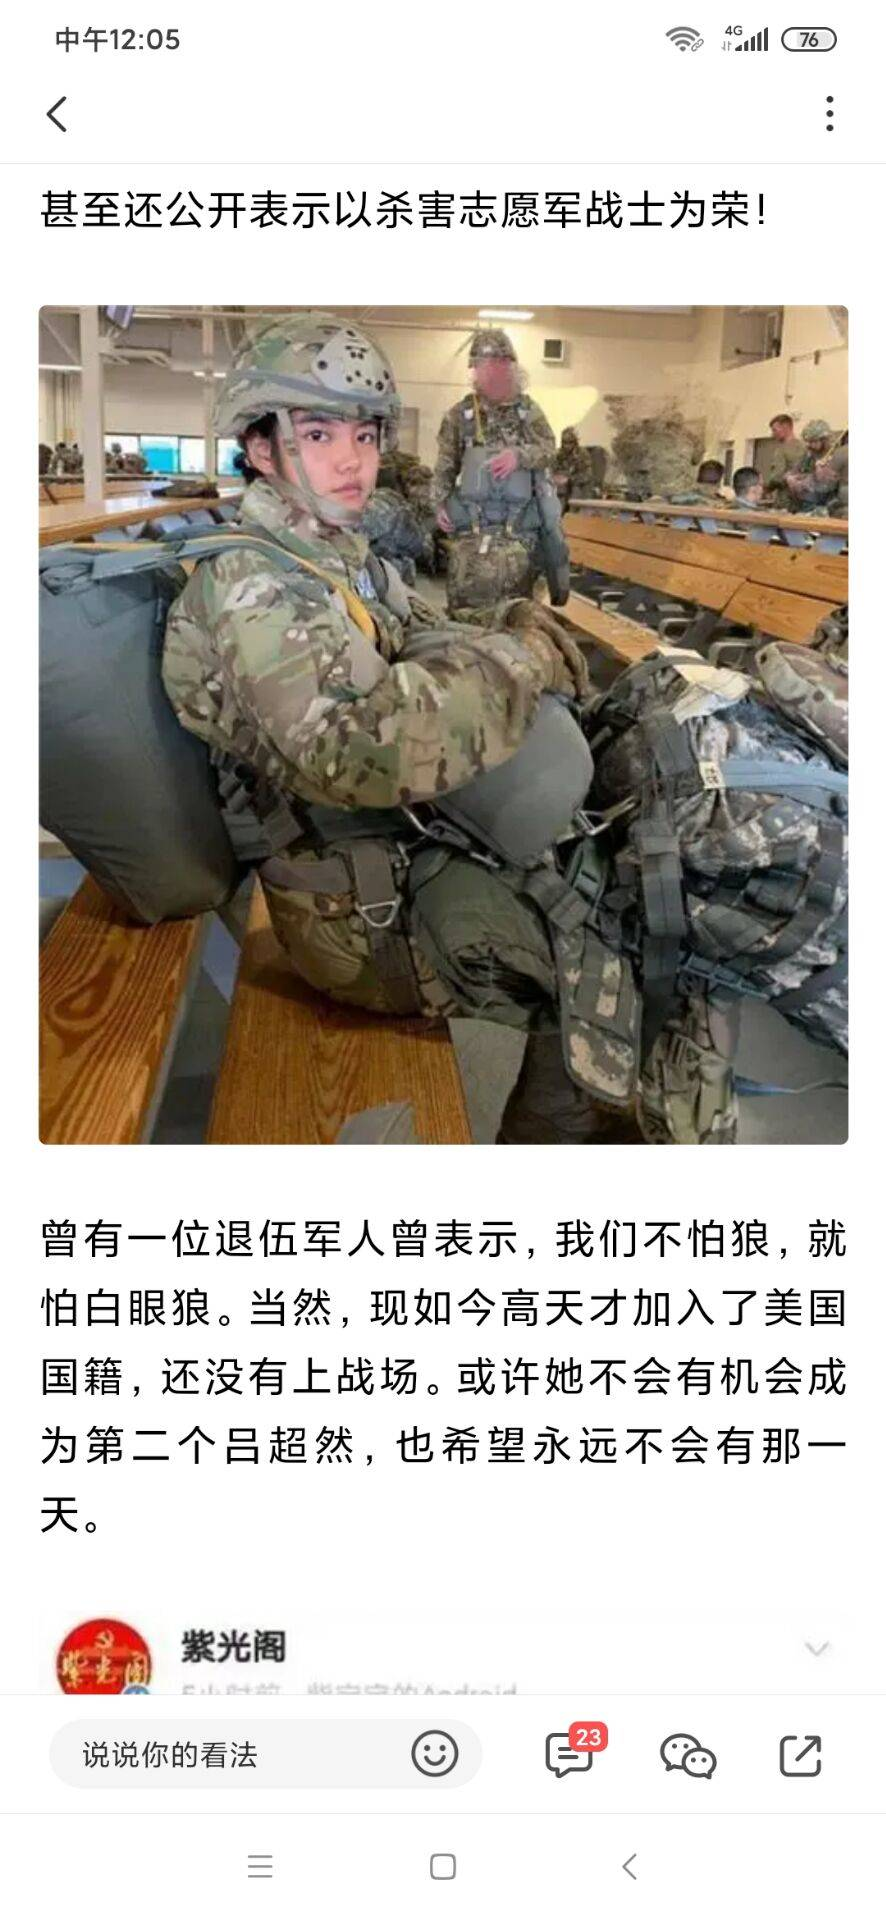 中午12:05
4G
76
甚至还公开表示以杀害志愿军战士为荣！
曾有一位退伍军人曾表示，我们不怕狼，就
怕白眼狼。当然，现如今高天才加入了美国
国籍，还没有上战场。或许她不会有机会成
为第二个吕超然，也希望永远不会有那一
天。
紫光阁
紫光阁
说说你的看法
23